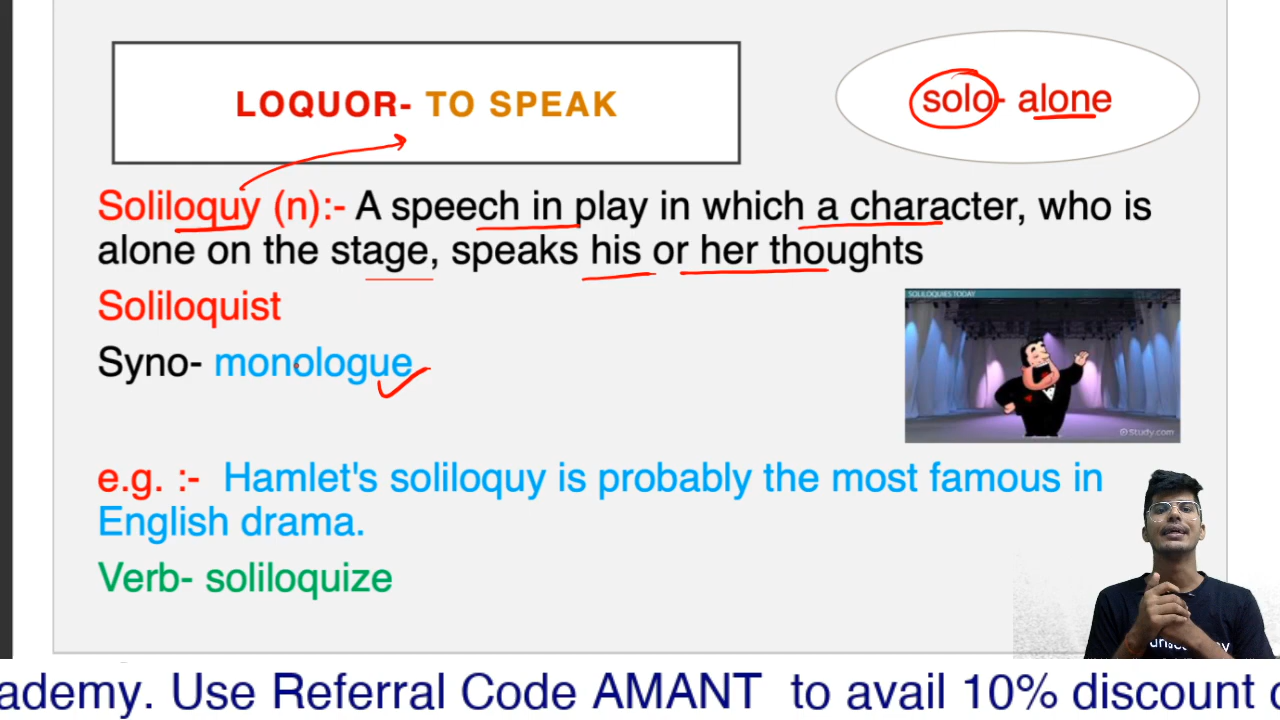 LOQUOR- TO SPEAK
solo- alone
Soliloquy (n):- A speech in play in which a character, who is
alone on the stage, speaks his or her thoughts
Soliloquist
SOLILOQUIES TODAY
Syno- monologue
Study.com
e.g. :- Hamlet's soliloquy is probably the most famous in
English drama.
Verb- soliloquize
ademy. Use Referral Code AMANT to avail 10% discount